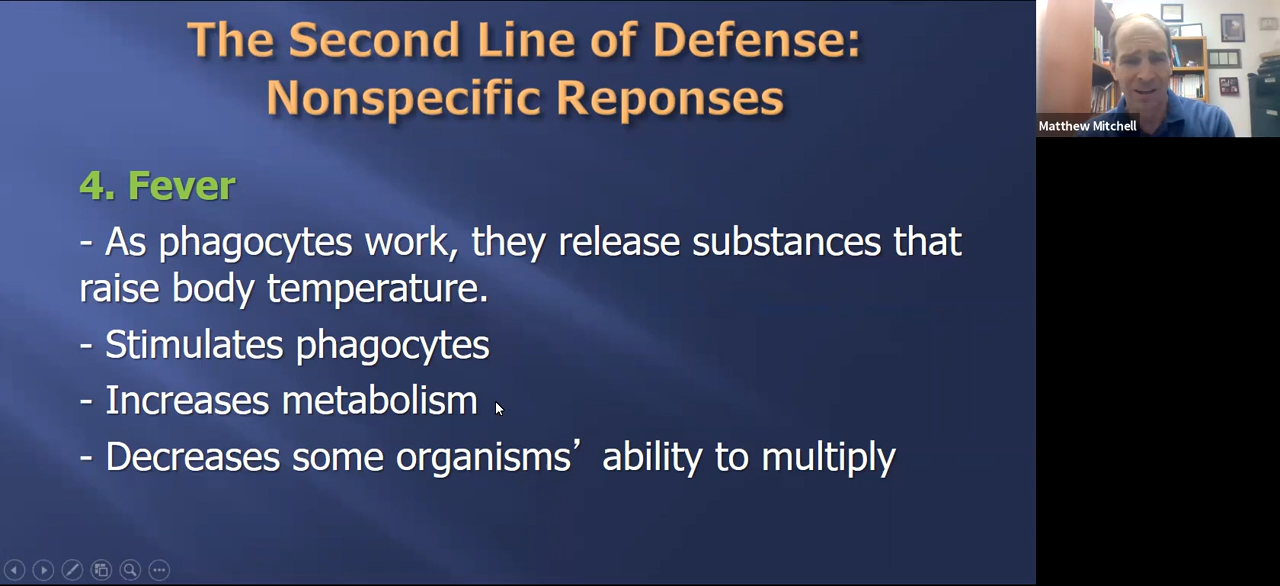 The Second Line of Defense:
Nonspecific Reponses
4. Fever
- As phagocytes work, they release substances that
raise body temperature.
- Stimulates phagocytes
- Increases metabolism
- Decreases some organisms’ ability to multiply
Matthew Mitchell